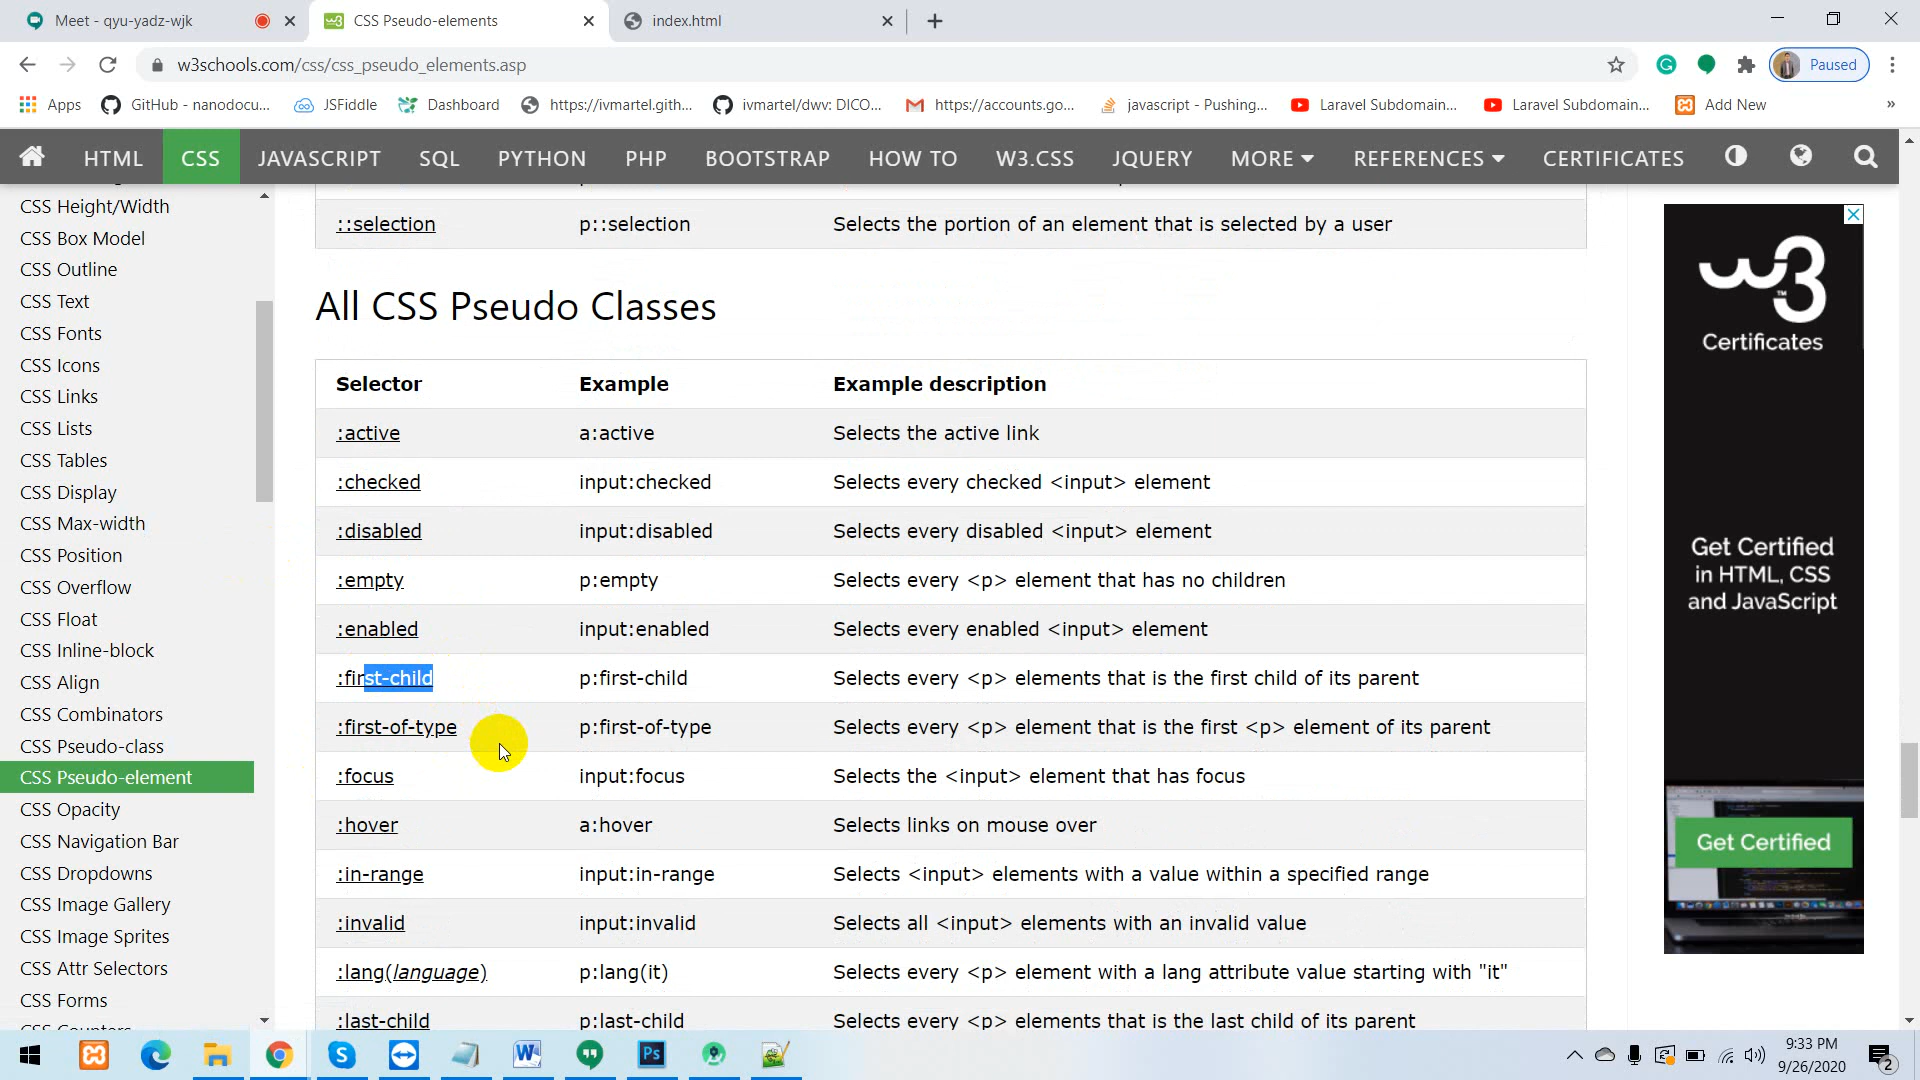 Meet - qyu-yadz-wjk
CSS Pseudo-elements
index.html
w3schools.com/css/css_pseudo_elements.asp
Paused
Apps
GitHub - nanodocu...
JSFiddle
Dashboard
https://ivmartel.gith...
ivmartel/dwv: DICO...
https://accounts.go...
javascript - Pushing...
Laravel Subdomain...
Laravel Subdomain...
Add New
»
HTML CSS JAVASCRIPT SQL PYTHON PHP BOOTSTRAP HOW TO W3.CSS JQUERY MORE REFERENCES CERTIFICATES
CSS Height/Width
CSS Box Model
CSS Outline
CSS Text
CSS Fonts
CSS Icons
CSS Links
CSS Lists
CSS Tables
CSS Display
CSS Max-width
CSS Position
CSS Overflow
CSS Float
CSS Inline-block
CSS Align
CSS Combinators
CSS Pseudo-class
CSS Pseudo-element
CSS Opacity
CSS Navigation Bar
CSS Dropdowns
CSS Image Gallery
CSS Image Sprites
CSS Attr Selectors
CSS Forms
::selection p::selection Selects the portion of an element that is selected by a user
All CSS Pseudo Classes
Selector Example Example description
:active a:active Selects the active link
:checked input:checked Selects every checked <input> element
:disabled input:disabled Selects every disabled <input> element
:empty p:empty Selects every <p> element that has no children
:enabled input:enabled Selects every enabled <input> element
:first-child p:first-child Selects every <p> elements that is the first child of its parent
:first-of-type p:first-of-type Selects every <p> element that is the first <p> element of its parent
:focus input:focus Selects the <input> element that has focus
:hover a:hover Selects links on mouse over
:in-range input:in-range Selects <input> elements with a value within a specified range
:invalid input:invalid Selects all <input> elements with an invalid value
:lang(language) p:lang(it) Selects every <p> element with a lang attribute value starting with "it"
:last-child p:last-child Selects every <p> elements that is the last child of its parent
w3
TM
Certificates
Get Certified
in HTML, CSS
and JavaScript
Get Certified
9:33 PM
9/26/2020
2